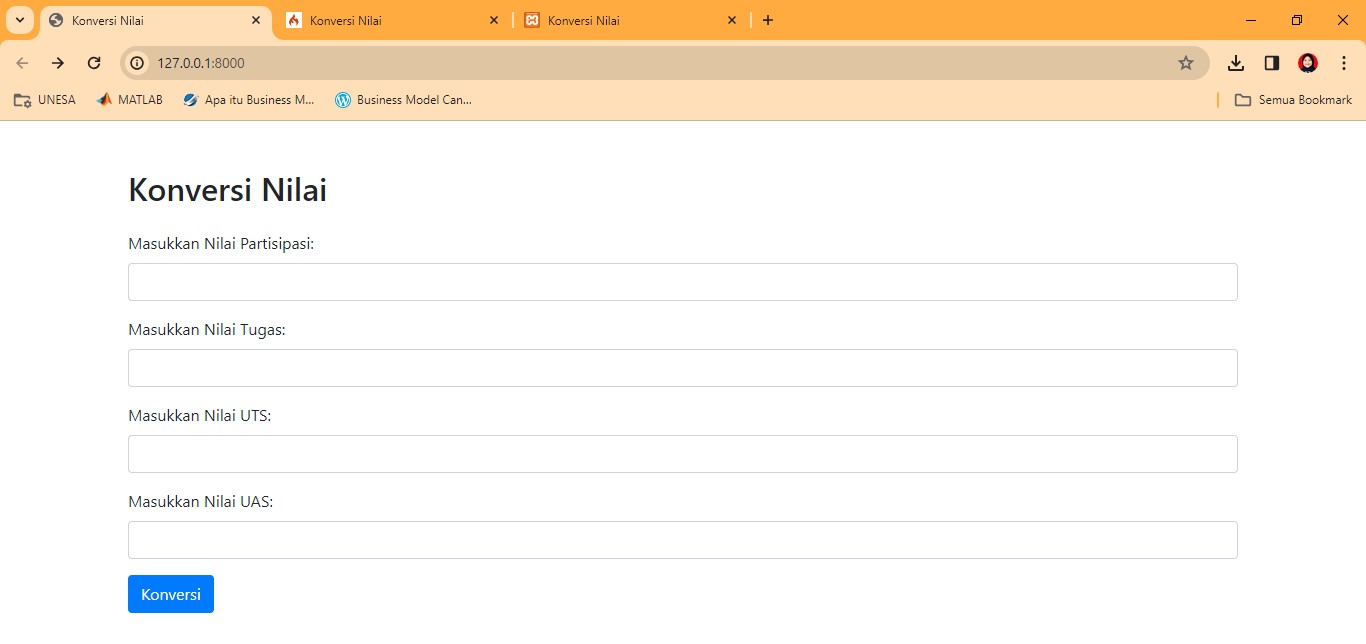 Konversi Nilai
Konversi Nilai
Konversi Nilai
127.0.0.1:8000
UNESA
MATLAB
Apa itu Business M...
Business Model Can...
Semua Bookmark
Konversi Nilai
Masukkan Nilai Partisipasi:
Masukkan Nilai Tugas:
Masukkan Nilai UTS:
Masukkan Nilai UAS:
Konversi